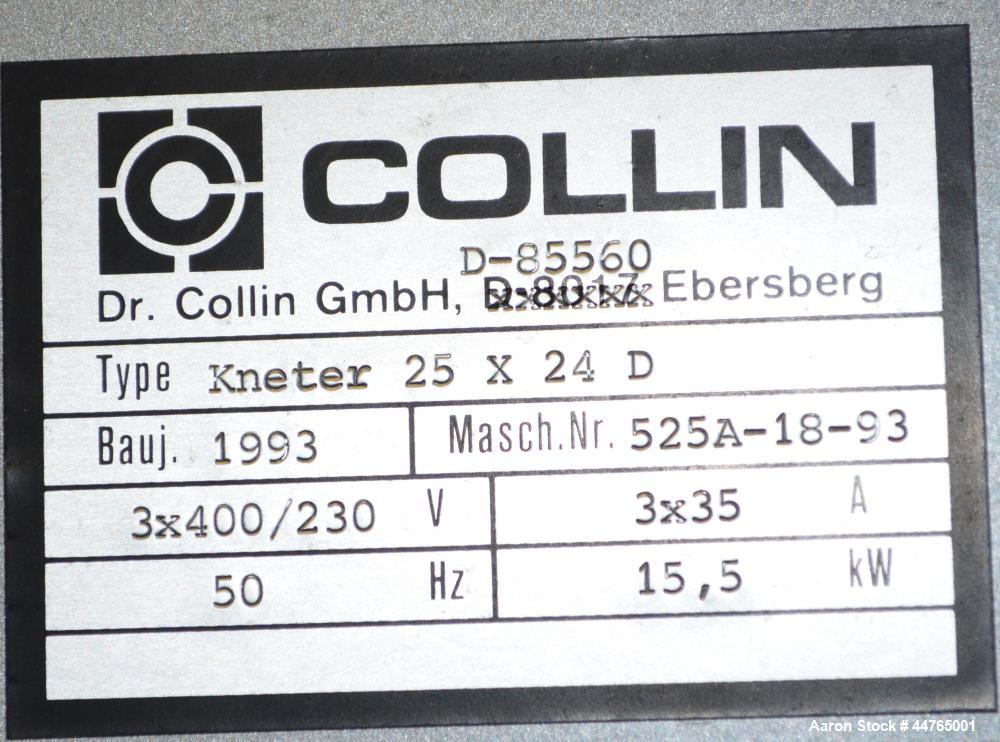 COLLIN
D-85560
Dr. Collin GmbH, D-8017 Ebersberg
Type Kneter 25 X 24 D
Bauj. 1993 Masch.Nr. 525A-18-93
3x400/230 V 3x35 A
50 Hz 15,5 kW
Aaron Stock # 44765001